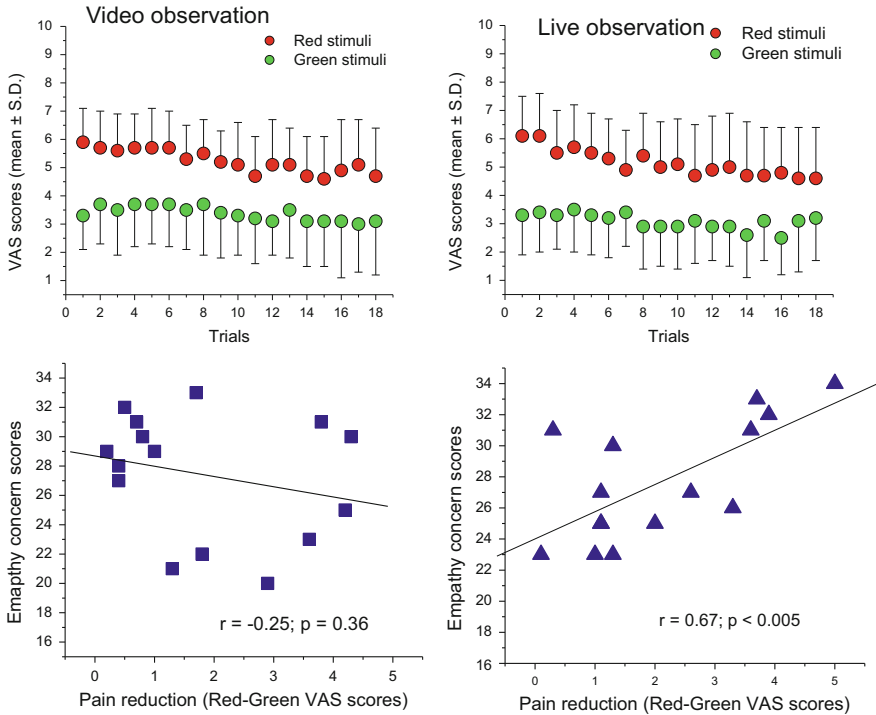 Video observation
Red stimuli
Green stimuli
VAS scores (mean ± S.D.)
10
9
8
7
6
5
4
3
2
1
0 2 4 6 8 10 12 14 16 18
Trials
Live observation
Red stimuli
Green stimuli
VAS scores (mean ± S.D.)
10
9
8
7
6
5
4
3
2
1
0 2 4 6 8 10 12 14 16 18
Trials
Emapthy concern scores
34
32
30
28
26
24
22
20
18
16
r = -0.25; p = 0.36
0 1 2 3 4 5
Pain reduction (Red-Green VAS scores)
Empathy concern scores
34
32
30
28
26
24
22
20
18
16
r = 0.67; p < 0.005
0 1 2 3 4 5
Pain reduction (Red-Green VAS scores)